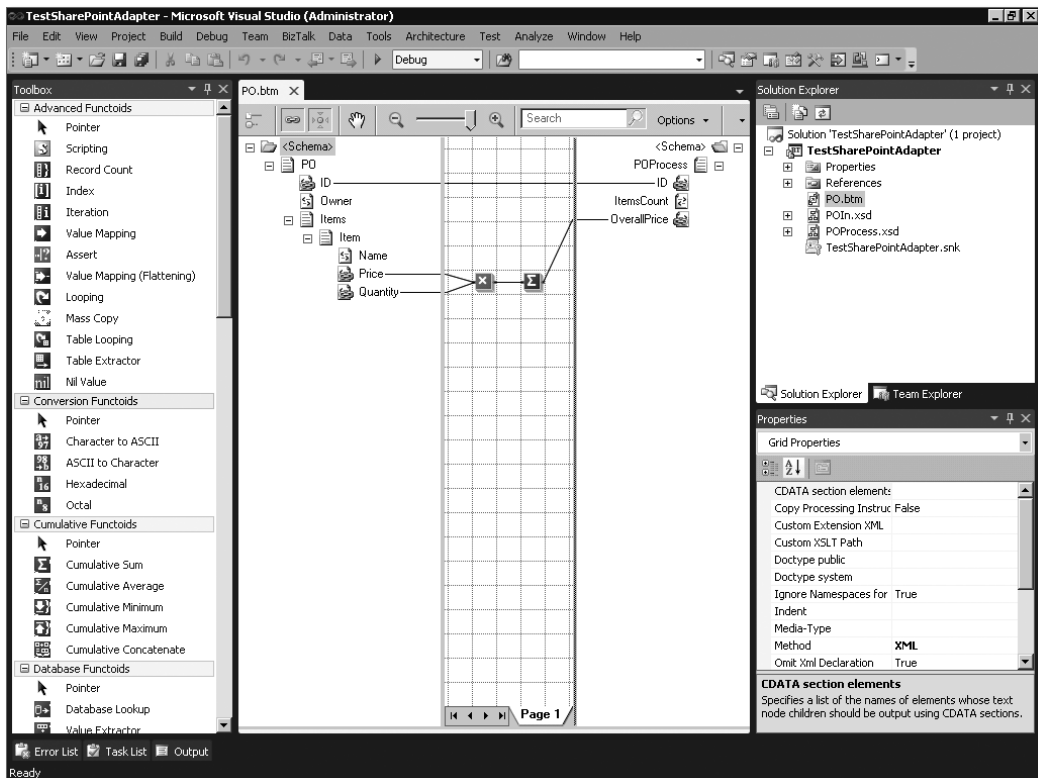 TestSharePointAdapter - Microsoft Visual Studio (Administrator)
File Edit View Project Build Debug Team BizTalk Data Tools Architecture Test Analyze Window Help
Debug
Toolbox
Advanced Functoids
Pointer
Scripting
Record Count
Index
Iteration
Value Mapping
Assert
Value Mapping (Flattening)
Looping
Mass Copy
Table Looping
Table Extractor
Nil Value
Conversion Functoids
Pointer
Character to ASCII
ASCII to Character
Hexadecimal
Octal
Cumulative Functoids
Pointer
Cumulative Sum
Cumulative Average
Cumulative Minimum
Cumulative Maximum
Cumulative Concatenate
Database Functoids
Pointer
Database Lookup
Value Extractor
PO.btm
Search
Options
<Schema>
PO
ID
Owner
Items
Item
Name
Price
Quantity
<Schema>
POProcess
ID
ItemsCount
OverallPrice
Page 1
Solution Explorer
Solution 'TestSharePointAdapter' (1 project)
TestSharePointAdapter
Properties
References
PO.btm
POIn.xsd
POProcess.xsd
TestSharePointAdapter.snk
Solution Explorer Team Explorer
Properties
Grid Properties
CDATA section elements
Copy Processing Instruc False
Custom Extension XML
Custom XSLT Path
Doctype public
Doctype system
Ignore Namespaces for True
Indent
Media-Type
Method XML
Omit Xml Declaration True
CDATA section elements
Specifies a list of the names of elements whose text
node children should be output using CDATA sections.
Error List Task List Output
Ready